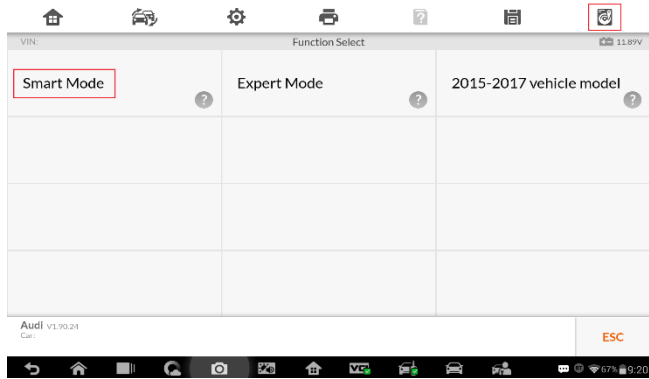 VIN:
Function Select
11.89V
Smart Mode
?
Expert Mode
?
2015-2017 vehicle model
?
Audi V1.90.24
Car:
ESC
67%
9:20